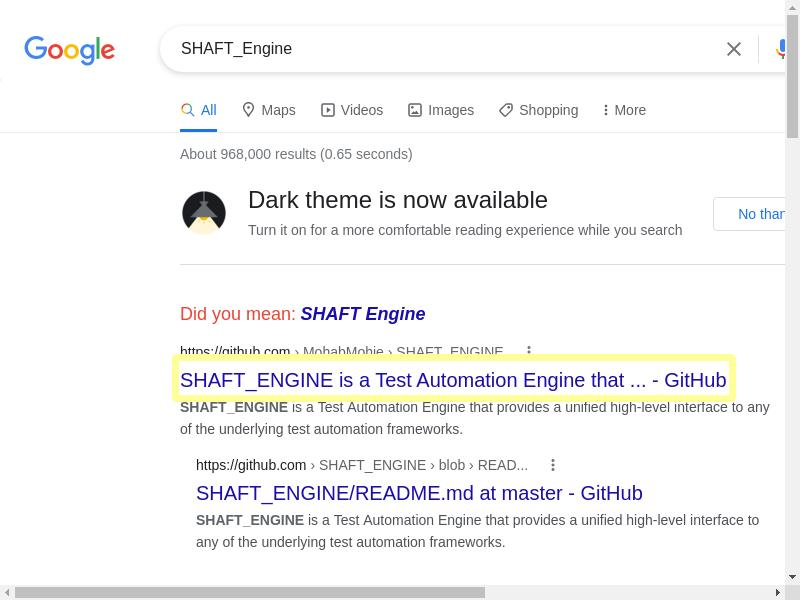 Google
SHAFT_Engine
All Maps Videos Images Shopping More
About 968,000 results (0.65 seconds)
Dark theme is now available
Turn it on for a more comfortable reading experience while you search
No than
Did you mean: SHAFT Engine
https://github.com › MohabMohie › SHAFT_ENGINE
SHAFT_ENGINE is a Test Automation Engine that ... - GitHub
SHAFT_ENGINE is a Test Automation Engine that provides a unified high-level interface to any
of the underlying test automation frameworks.
https://github.com › SHAFT_ENGINE › blob › READ...
SHAFT_ENGINE/README.md at master - GitHub
SHAFT_ENGINE is a Test Automation Engine that provides a unified high-level interface to
any of the underlying test automation frameworks.